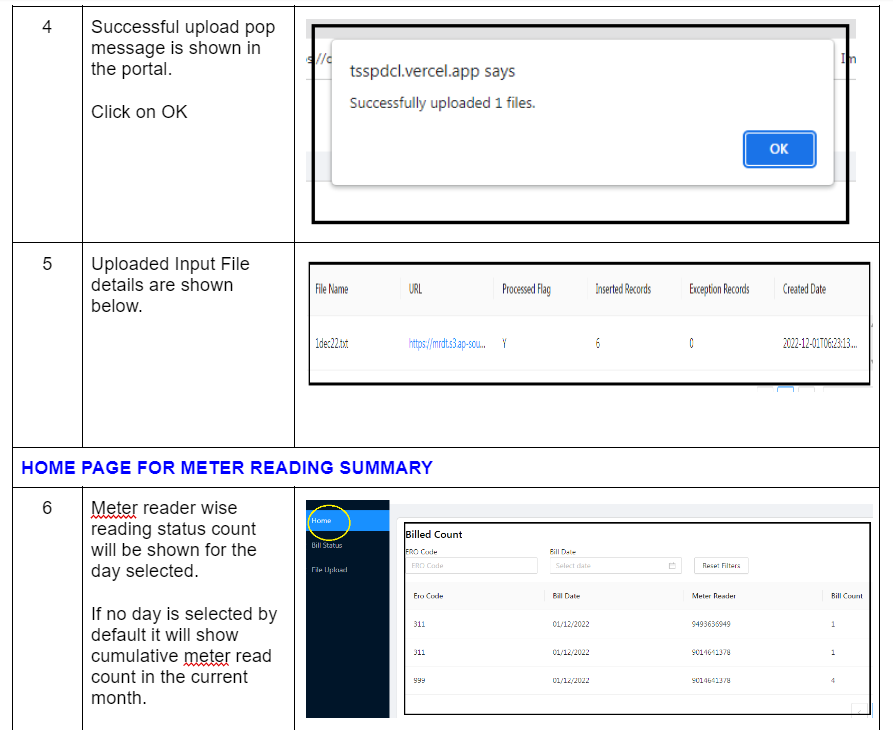 4
Successful upload pop
message is shown in
the portal.
Click on OK
tsspdcl.vercel.app says
Successfully uploaded 1 files.
OK
5
Uploaded Input File
details are shown
below.
File Name URL Processed Flag Inserted Records Exception Records Created Date
1dec22.txt https://mrdt.s3.ap-sou... Y 6 0 2022-12-01T06:23:13....
HOME PAGE FOR METER READING SUMMARY
6
Meter reader wise
reading status count
will be shown for the
day selected.
If no day is selected by
default it will show
cumulative meter read
count in the current
month.
Home
Bill Status
File Upload
Billed Count
ERO Code Bill Date
ERO Code Select date Reset Filters
Ero Code Bill Date Meter Reader Bill Count
311 01/12/2022 9493636949 1
311 01/12/2022 9014641378 1
999 01/12/2022 9014641378 4